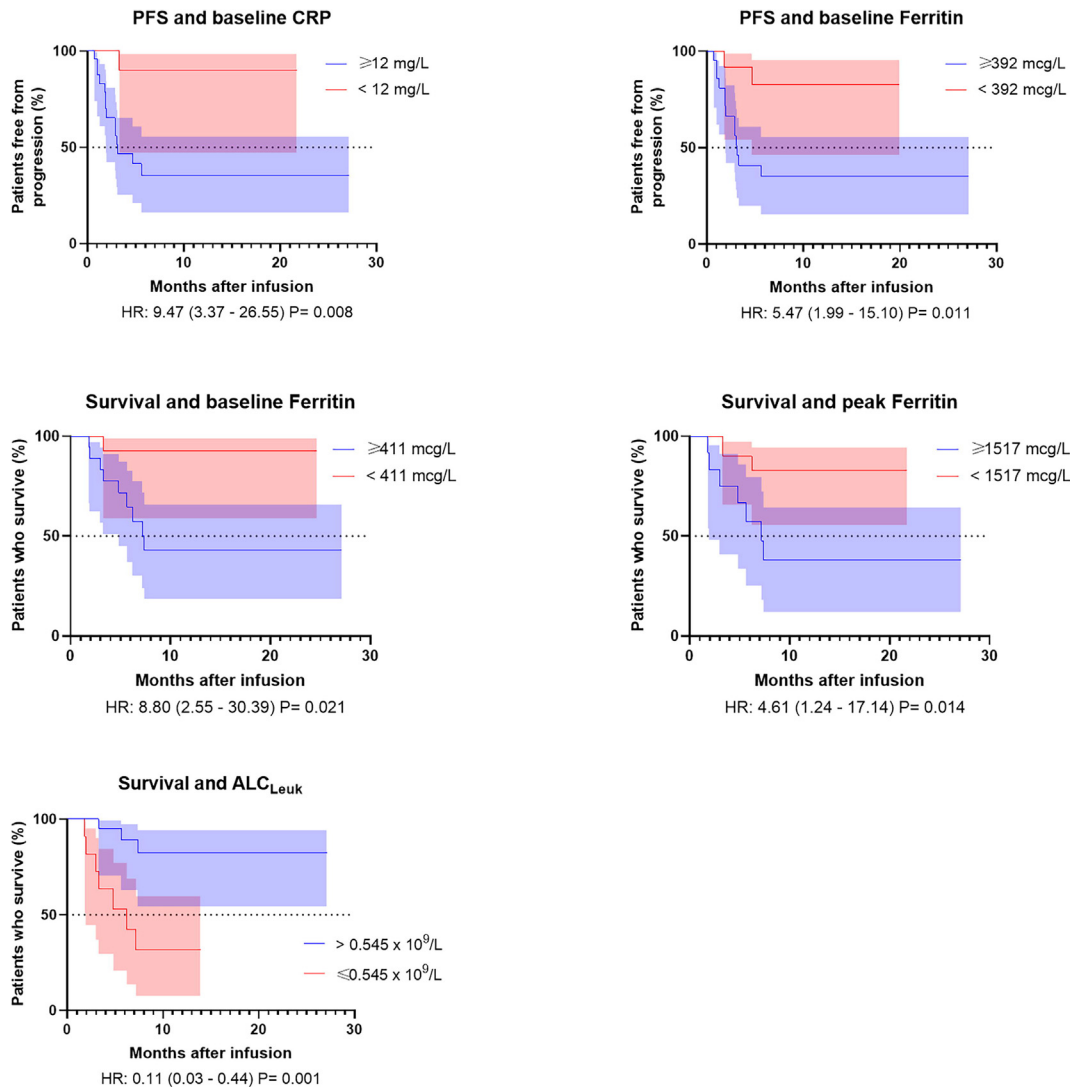 PFS and baseline CRP
100
50
0
0
10
20
30
Patients free from
progression (%)
Months after infusion
⩾12 mg/L
< 12 mg/L
HR: 9.47 (3.37 - 26.55) P= 0.008
PFS and baseline Ferritin
100
50
0
0
10
20
30
Patients free from
progression (%)
Months after infusion
⩾392 mcg/L
< 392 mcg/L
HR: 5.47 (1.99 - 15.10) P= 0.011
Survival and baseline Ferritin
100
50
0
0
10
20
30
Patients who survive (%)
Months after infusion
⩾411 mcg/L
< 411 mcg/L
HR: 8.80 (2.55 - 30.39) P= 0.021
Survival and peak Ferritin
100
50
0
0
10
20
30
Patients who survive (%)
Months after infusion
⩾1517 mcg/L
< 1517 mcg/L
HR: 4.61 (1.24 - 17.14) P= 0.014
Survival and ALC_Leuk
100
50
0
0
10
20
30
Patients who survive (%)
Months after infusion
> 0.545 x 10⁹/L
⩽0.545 x 10⁹/L
HR: 0.11 (0.03 - 0.44) P= 0.001